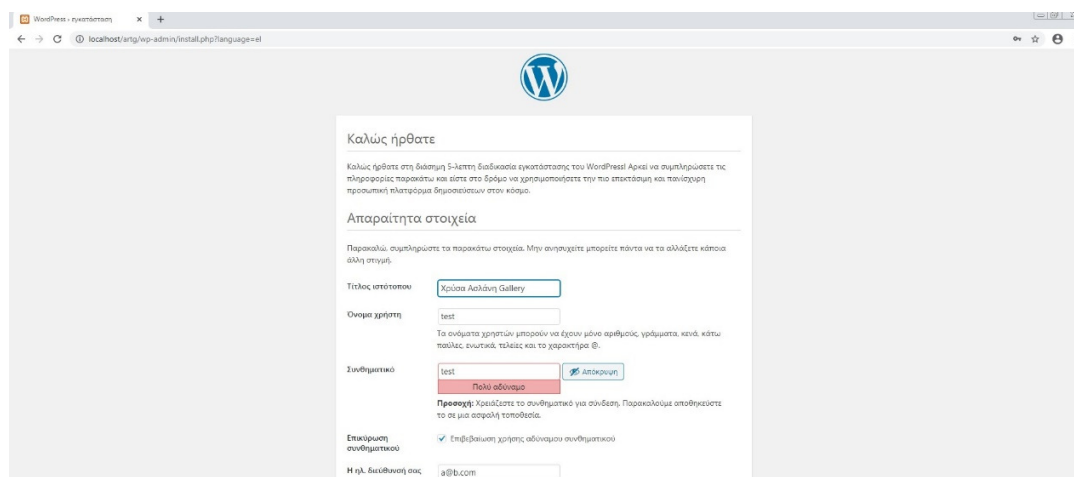 WordPress › εγκατάσταση
localhost/artg/wp-admin/install.php?language=el
Καλώς ήρθατε
Καλώς ήρθατε στη διάσημη 5-λεπτη διαδικασία εγκατάστασης του WordPress! Αρκεί να συμπληρώσετε τις
πληροφορίες παρακάτω και είστε στο δρόμο να χρησιμοποιήσετε την πιο επεκτάσιμη και πανίσχυρη
προσωπική πλατφόρμα δημοσιεύσεων στον κόσμο.
Απαραίτητα στοιχεία
Παρακαλώ, συμπληρώστε τα παρακάτω στοιχεία. Μην ανησυχείτε μπορείτε πάντα να τα αλλάξετε κάποια
άλλη στιγμή.
Τίτλος ιστότοπου Χρύσα Ασλάνη Gallery
Όνομα χρήστη test
Τα ονόματα χρηστών μπορούν να έχουν μόνο αριθμούς, γράμματα, κενά, κάτω
παύλες, ενωτικά, τελείες και το χαρακτήρα @.
Συνθηματικό test Απόκρυψη
Πολύ αδύναμο
Προσοχή: Χρειάζεστε το συνθηματικό για σύνδεση. Παρακαλούμε αποθηκεύστε
το σε μια ασφαλή τοποθεσία.
Επικύρωση
συνθηματικού Επιβεβαίωση χρήσης αδύναμου συνθηματικού
Η ηλ. διεύθυνσή σας a@b.com